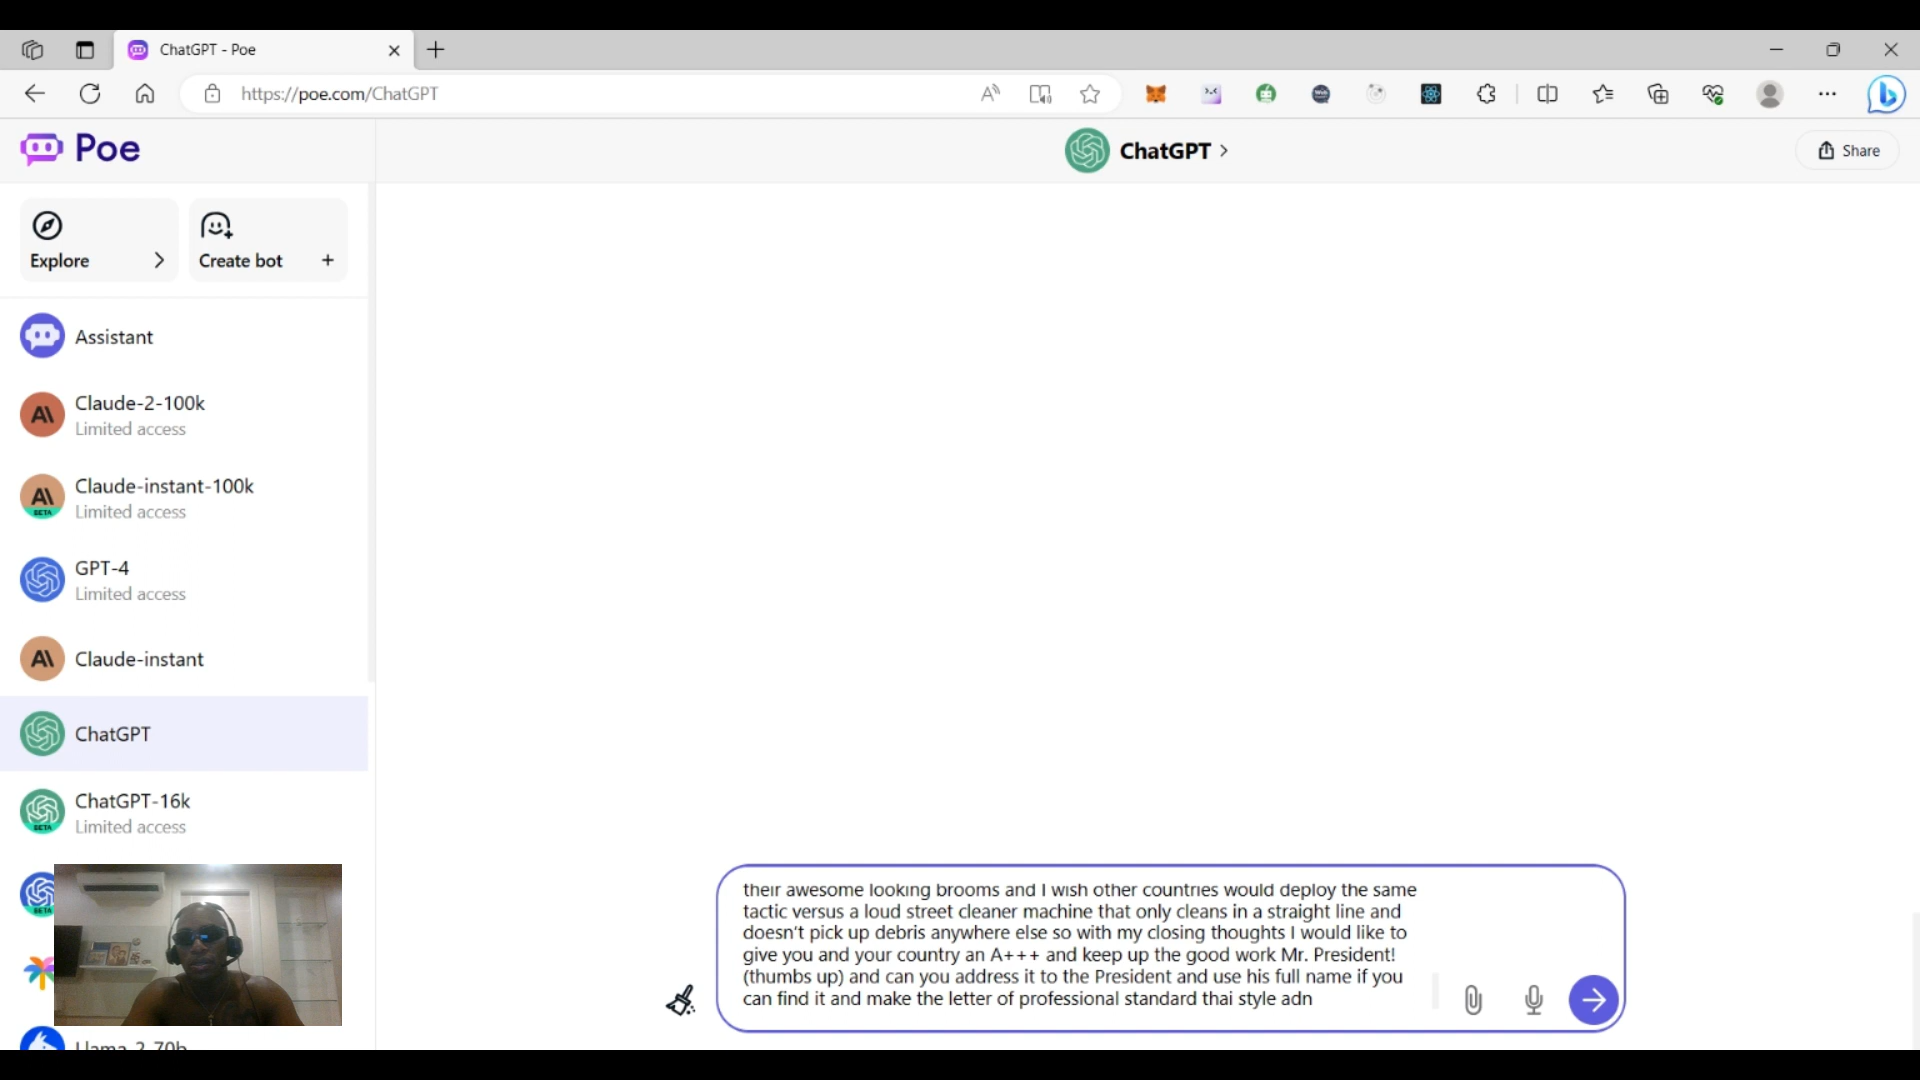 ChatGPT - Poe
https://poe.com/ChatGPT
Poe
ChatGPT
Share
Explore
Create bot
Assistant
Claude-2-100k
Limited access
Claude-instant-100k
Limited access
BETA
GPT-4
Limited access
Claude-instant
ChatGPT
ChatGPT-16k
Limited access
BETA
BETA
Llama-2-70b
their awesome looking brooms and I wish other countries would deploy the same
tactic versus a loud street cleaner machine that only cleans in a straight line and
doesn't pick up debris anywhere else so with my closing thoughts I would like to
give you and your country an A+++ and keep up the good work Mr. President!
(thumbs up) and can you address it to the President and use his full name if you
can find it and make the letter of professional standard thai style adn